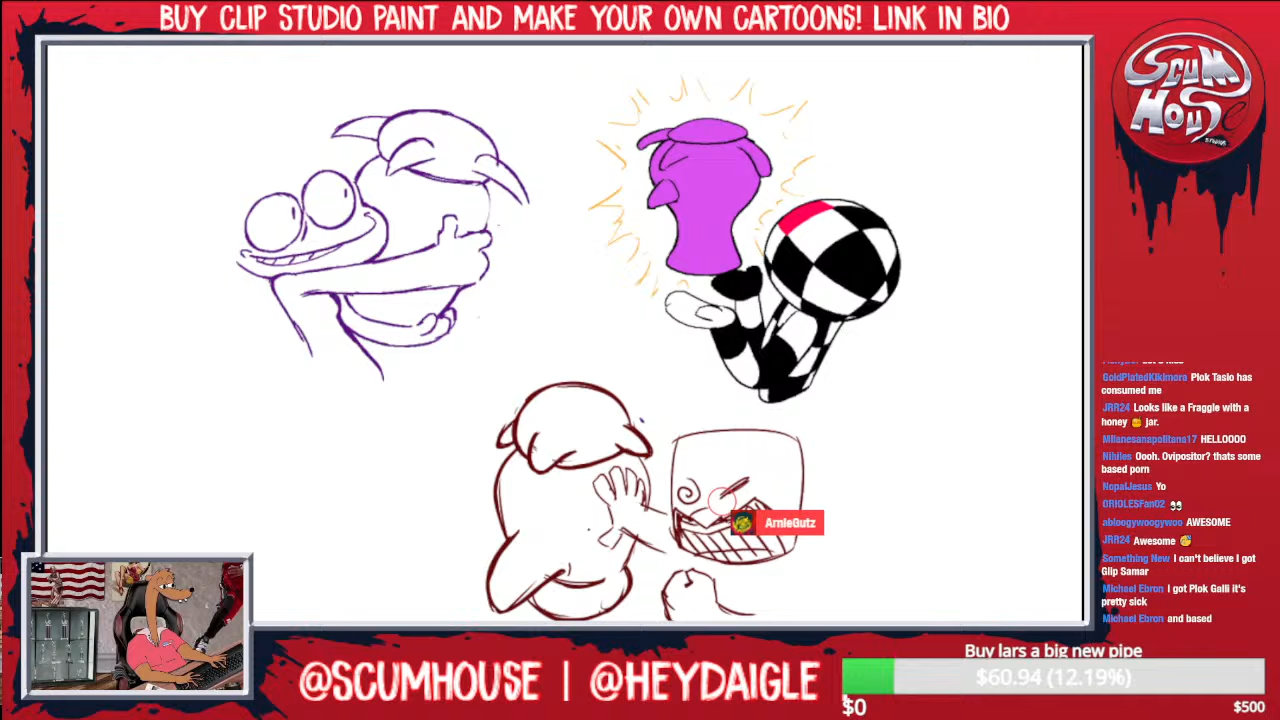 BUY CLIP STUDIO PAINT AND MAKE YOUR OWN CARTOONS! LINK IN BIO
SCUM
HOUSE
STUDIOS
GoldPlatedKikimora Plok Taslo has
consumed me
JRR24 Looks like a Fraggle with a
honey 🍯 jar.
Milanesanapolitana17 HELLOOOO
Nihiles Oooh. Ovipositor? thats some
based porn
NopalJesus Yo
ORIOLESFan02 👀
abloogywoogywoo AWESOME
JRR24 Awesome
Something New I can't believe I got
Glip Samar
Michael Ebron I got Plok Galli it's
pretty sick
Michael Ebron and based
ArnieGutz
@SCUMHOUSE | @HEYDAIGLE
Buy lars a big new pipe
$60.94 (12.19%)
$0
$500